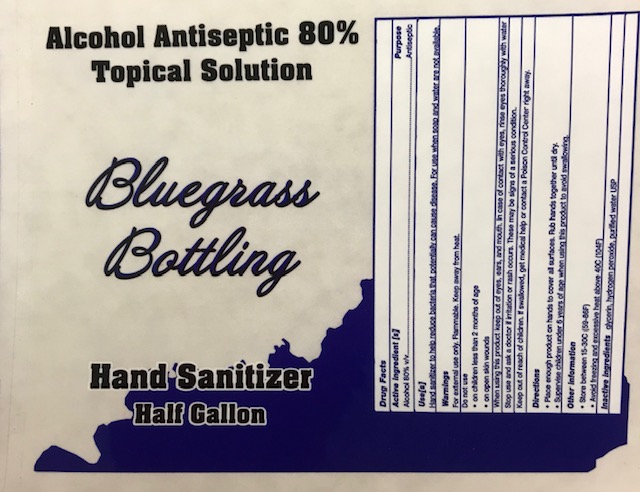 Alcohol Antiseptic 80%
Topical Solution
Bluegrass
Bottling
Hand Sanitizer
Half Gallon
Drug Facts
Active ingredient [s] Purpose
Alcohol 80% v/v Antiseptic
Use[s]
Hand sanitizer to help reduce bacteria that potentially can cause disease. For use when soap and water are not available.
Warnings
For external use only. Flammable. Keep away from heat.
Do not use
• on children less than 2 months of age
• on open skin wounds
When using this product keep out of eyes, ears, and mouth. In case of contact with eyes, rinse eyes thoroughly with water
Stop use and ask a doctor if irritation or rash occurs. These may be signs of a serious condition.
Keep out of reach of children. If swallowed, get medical help or contact a Poison Control Center right away.
Directions
• Place enough product on hands to cover all surfaces. Rub hands together until dry.
• Supervise children under 6 years of age when using this product to avoid swallowing.
Other information
• Store between 15-30C (59-86F)
• Avoid freezing and excessive heat above 40C (104F)
Inactive ingredients glycerin, hydrogen peroxide, purified water USP